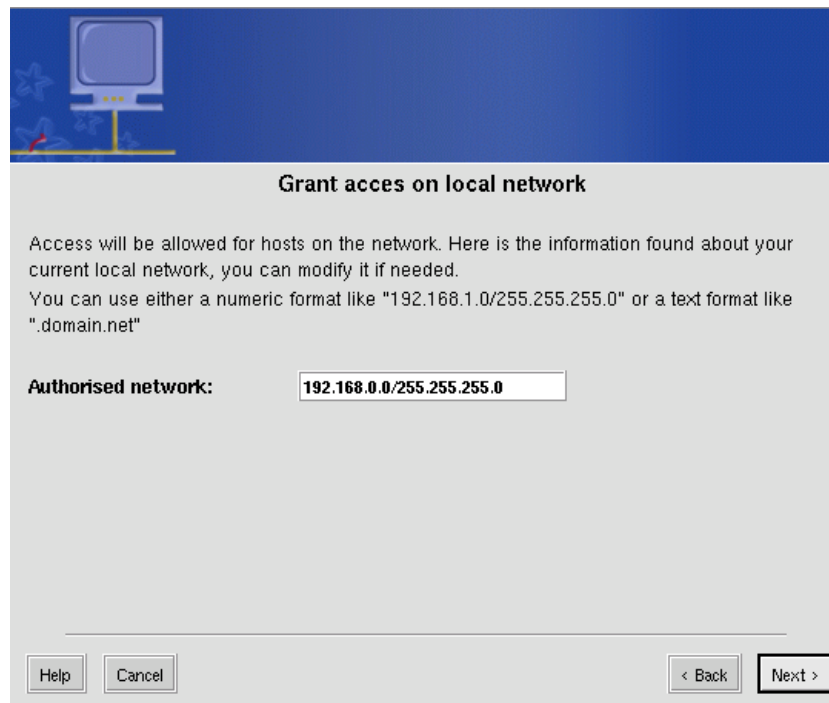 Grant acces on local network
Access will be allowed for hosts on the network. Here is the information found about your
current local network, you can modify it if needed.
You can use either a numeric format like "192.168.1.0/255.255.255.0" or a text format like
".domain.net"
Authorised network: 192.168.0.0/255.255.255.0
Help Cancel < Back Next >